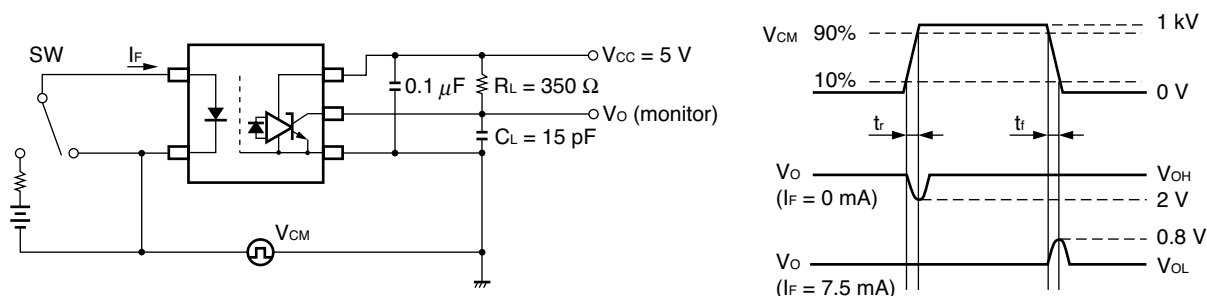 SW
IF
VCC = 5 V
0.1 μF
RL = 350 Ω
VO (monitor)
CL = 15 pF
VCM
VCM 90%
1 kV
10%
0 V
tr
tf
VO
(IF = 0 mA)
VOH
2 V
0.8 V
VO
(IF = 7.5 mA)
VOL